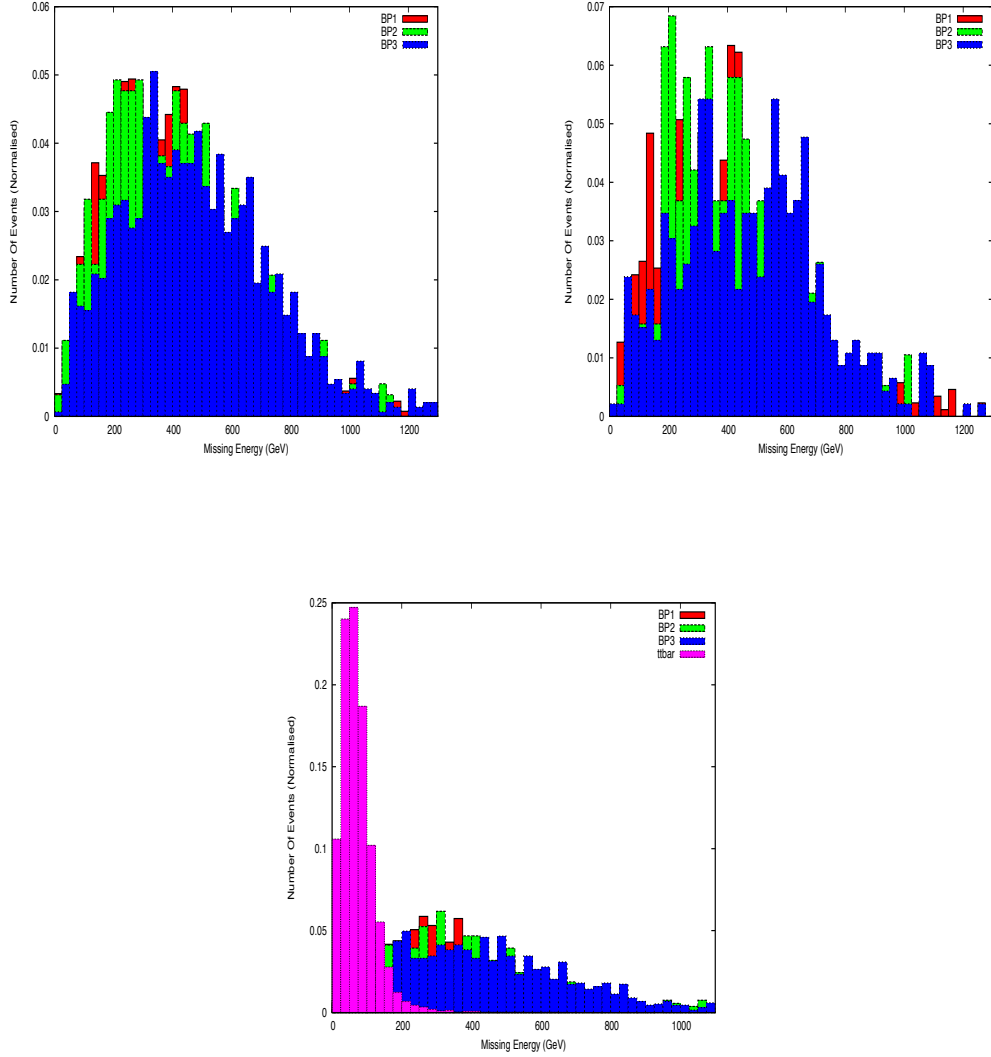 0.06
0.05
0.04
0.03
0.02
0.01
0
0 200 400 600 800 1000 1200
Number Of Events (Normalised)
Missing Energy (GeV)
BP1
BP2
BP3
0.07
0.06
0.05
0.04
0.03
0.02
0.01
0
0 200 400 600 800 1000 1200
Number Of Events (Normalised)
Missing Energy (GeV)
BP1
BP2
BP3
0.25
0.2
0.15
0.1
0.05
0
0 200 400 600 800 1000
Number Of Events (Normalised)
Missing Energy (GeV)
BP1
BP2
BP3
ttbar